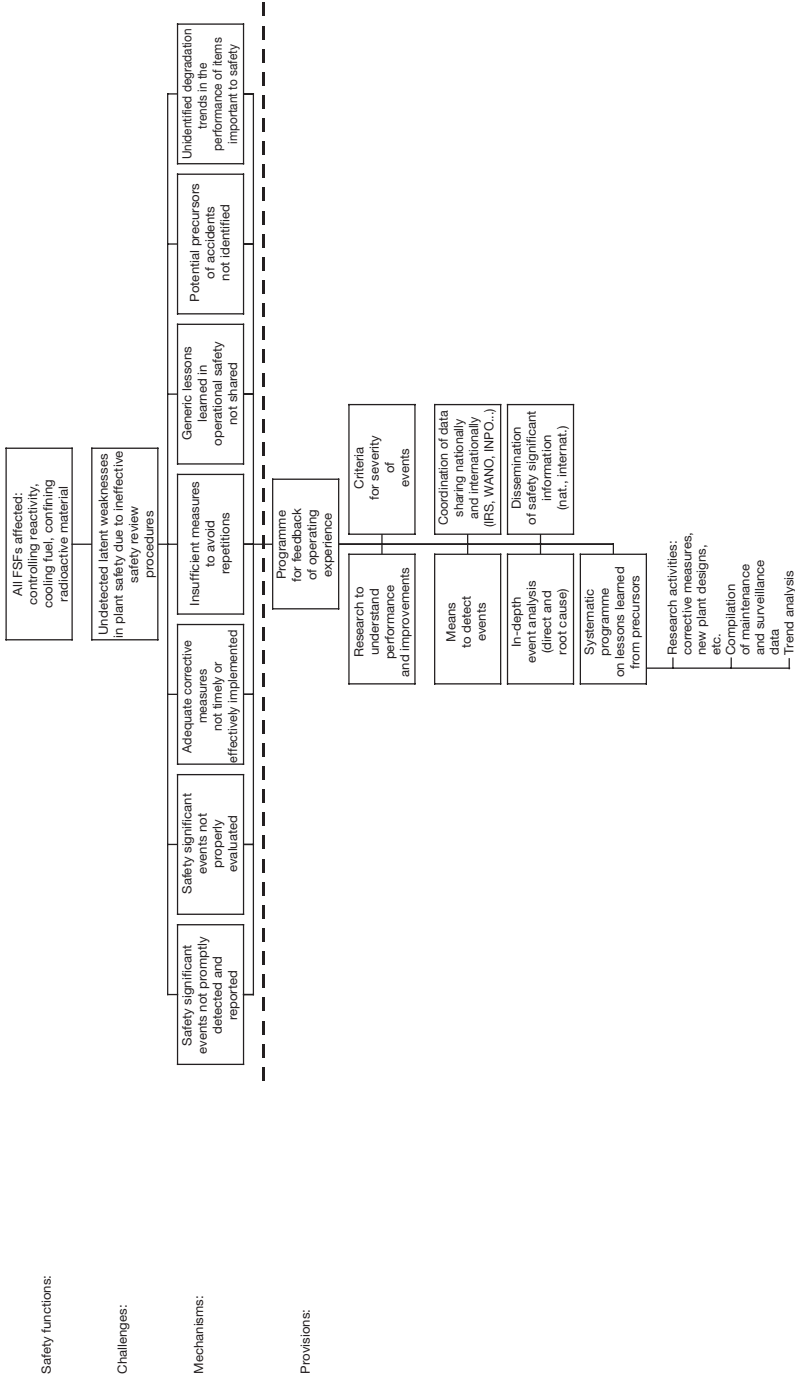 Safety functions:
All FSFs affected:
controlling reactivity,
cooling fuel, confining
radioactive material
Challenges:
Undetected latent weaknesses
in plant safety due to ineffective
safety review
procedures
Mechanisms:
Safety significant
events not promptly
detected and
reported
Safety significant
events not
properly
evaluated
Adequate corrective
measures
not timely or
effectively implemented
Insufficient measures
to avoid
repetitions
Generic lessons
learned in
operational safety
not shared
Potential precursors
of accidents
not identified
Unidentified degradation
trends in the
performance of items
important to safety
Provisions:
Programme
for feedback
of operating
experience
Research to
understand
performance
and improvements
Criteria
for severity
of
events
Means
to detect
events
Coordination of data
sharing nationally
and internationally
(IRS, WANO, INPO...)
In-depth
event analysis
(direct and
root cause)
Dissemination
of safety significant
information
(nat., internat.)
Systematic
programme
on lessons learned
from precursors
Research activities:
corrective measures,
new plant designs,
etc.
Compilation
of maintenance
and surveillance
data
Trend analysis